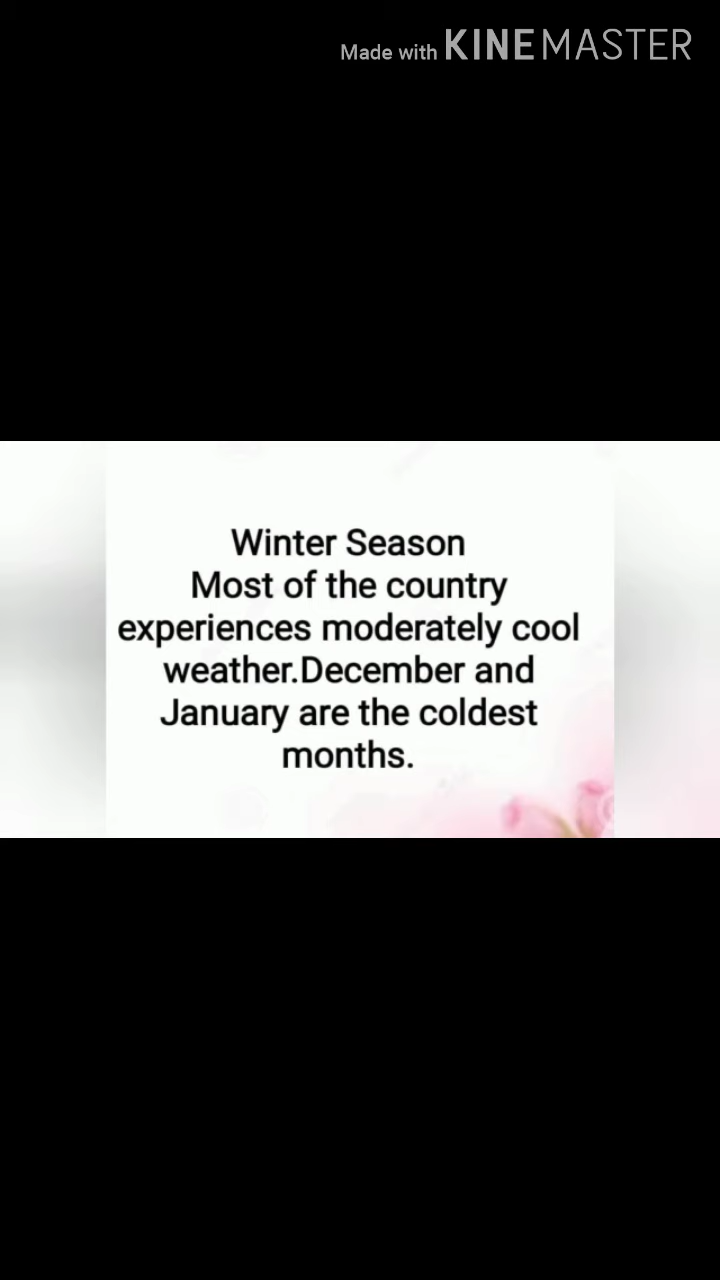 Made with KINEMASTER
Winter Season
Most of the country
experiences moderately cool
weather.December and
January are the coldest
months.